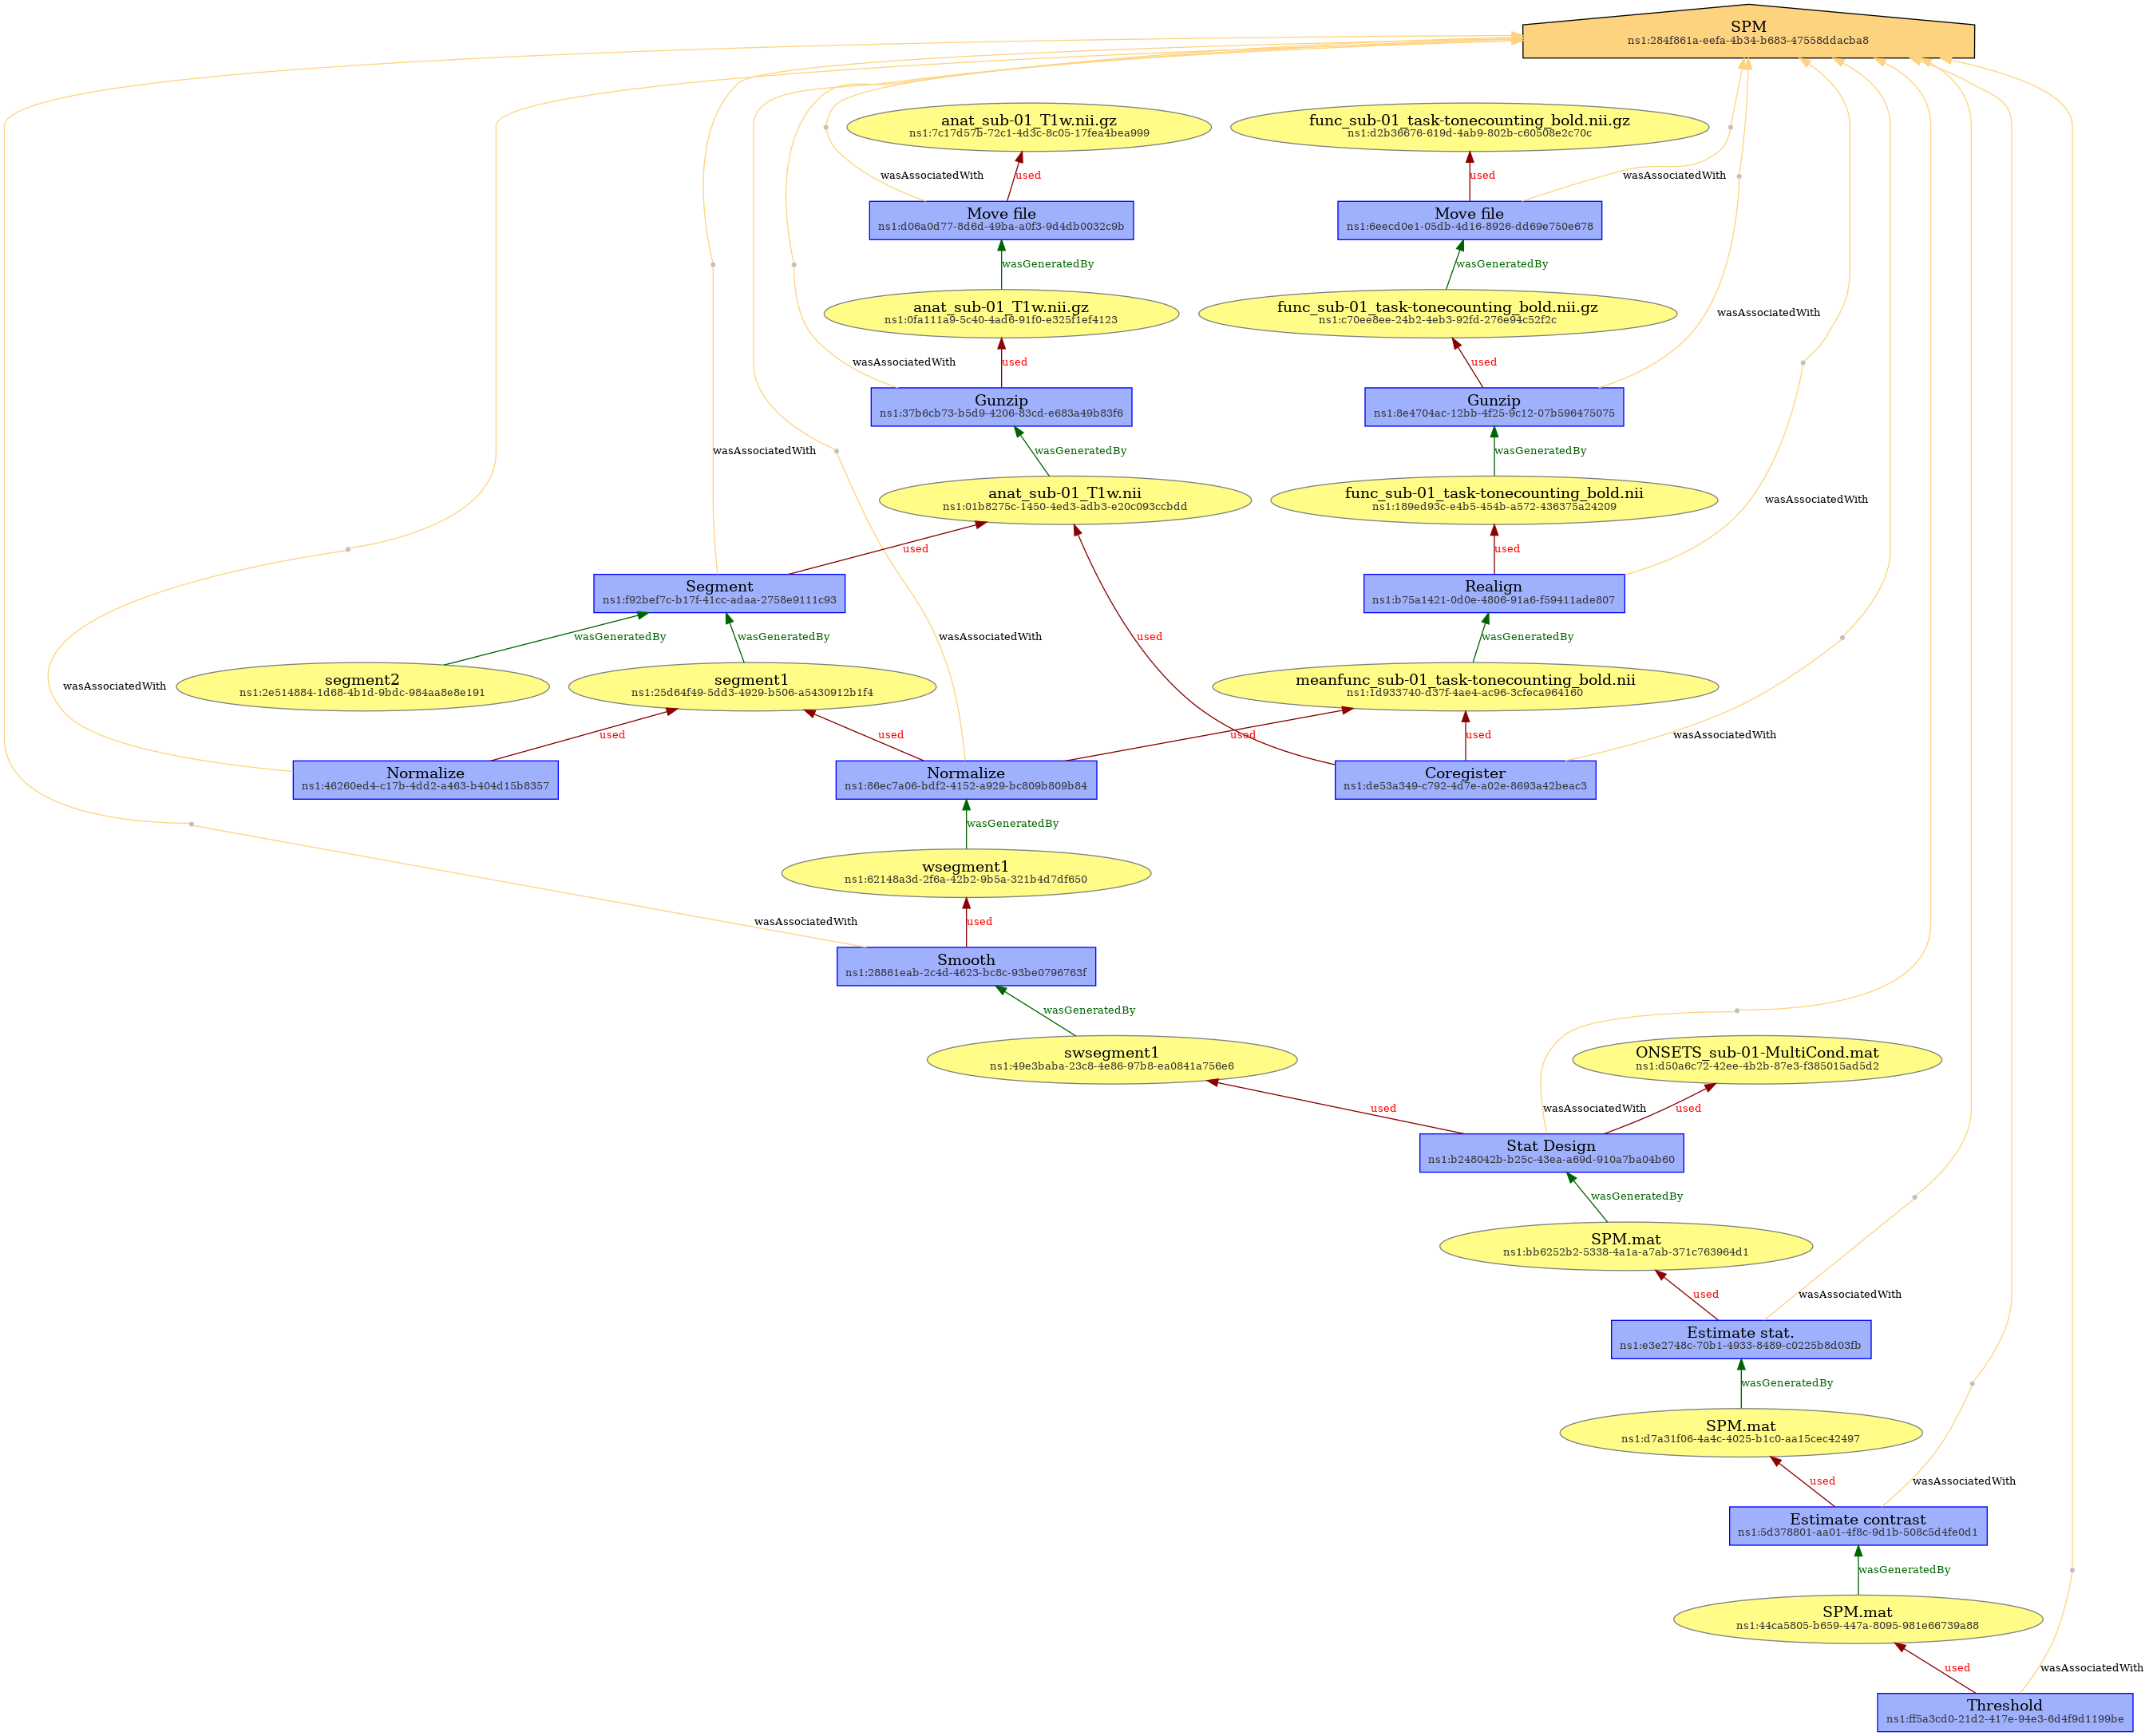 SPM
ns1:284f861a-eefa-4b34-b683-47558ddacba8
anat_sub-01_T1w.nii.gz
ns1:7c17d57b-72c1-4d3c-8c05-17fea4bea999
func_sub-01_task-tonecounting_bold.nii.gz
ns1:d2b36676-619d-4ab9-802b-c60508e2c70c
wasAssociatedWith
used
used
wasAssociatedWith
Move file
ns1:d06a0d77-8d6d-49ba-a0f3-9d4db0032c9b
Move file
ns1:6eecd0e1-05db-4d16-8926-dd69e750e678
wasGeneratedBy
wasGeneratedBy
anat_sub-01_T1w.nii.gz
ns1:0fa111a9-5c40-4ad6-91f0-e325f1ef4123
func_sub-01_task-tonecounting_bold.nii.gz
ns1:c70ee8ee-24b2-4eb3-92fd-276e94c52f2c
wasAssociatedWith
wasAssociatedWith
used
used
Gunzip
ns1:37b6cb73-b5d9-4206-83cd-e683a49b83f6
Gunzip
ns1:8e4704ac-12bb-4f25-9c12-07b596475075
wasAssociatedWith
wasGeneratedBy
wasGeneratedBy
anat_sub-01_T1w.nii
ns1:01b8275c-1450-4ed3-adb3-e20c093ccbdd
func_sub-01_task-tonecounting_bold.nii
ns1:189ed93c-e4b5-454b-a572-436375a24209
wasAssociatedWith
used
used
Segment
ns1:f92bef7c-b17f-41cc-adaa-2758e9111c93
Realign
ns1:b75a1421-0d0e-4806-91a6-f59411ade807
wasGeneratedBy
wasGeneratedBy
wasAssociatedWith
used
wasGeneratedBy
segment2
ns1:2e514884-1d68-4b1d-9bdc-984aa8e8e191
segment1
ns1:25d64f49-5dd3-4929-b506-a5430912b1f4
meanfunc_sub-01_task-tonecounting_bold.nii
ns1:1d933740-d37f-4ae4-ac96-3cfeca964160
wasAssociatedWith
used
used
used
used
wasAssociatedWith
Normalize
ns1:46260ed4-c17b-4dd2-a463-b404d15b8357
Normalize
ns1:86ec7a06-bdf2-4152-a929-bc809b809b84
Coregister
ns1:de53a349-c792-4d7e-a02e-8693a42beac3
wasGeneratedBy
wsegment1
ns1:62148a3d-2f6a-42b2-9b5a-321b4d7df650
wasAssociatedWith
used
Smooth
ns1:28861eab-2c4d-4623-bc8c-93be0796763f
wasGeneratedBy
swsegment1
ns1:49e3baba-23c8-4e86-97b8-ea0841a756e6
ONSETS_sub-01-MultiCond.mat
ns1:d50a6c72-42ee-4b2b-87e3-f385015ad5d2
used
wasAssociatedWith
used
Stat Design
ns1:b248042b-b25c-43ea-a69d-910a7ba04b60
wasGeneratedBy
SPM.mat
ns1:bb6252b2-5338-4a1a-a7ab-371c763964d1
used
wasAssociatedWith
Estimate stat.
ns1:e3e2748c-70b1-4933-8489-c0225b8d03fb
wasGeneratedBy
SPM.mat
ns1:d7a31f06-4a4c-4025-b1c0-aa15cec42497
used
wasAssociatedWith
Estimate contrast
ns1:5d378801-aa01-4f8c-9d1b-508c5d4fe0d1
wasGeneratedBy
SPM.mat
ns1:44ca5805-b659-447a-8095-981e66739a88
used
wasAssociatedWith
Threshold
ns1:ff5a3cd0-21d2-417e-94e3-6d4f9d1199be